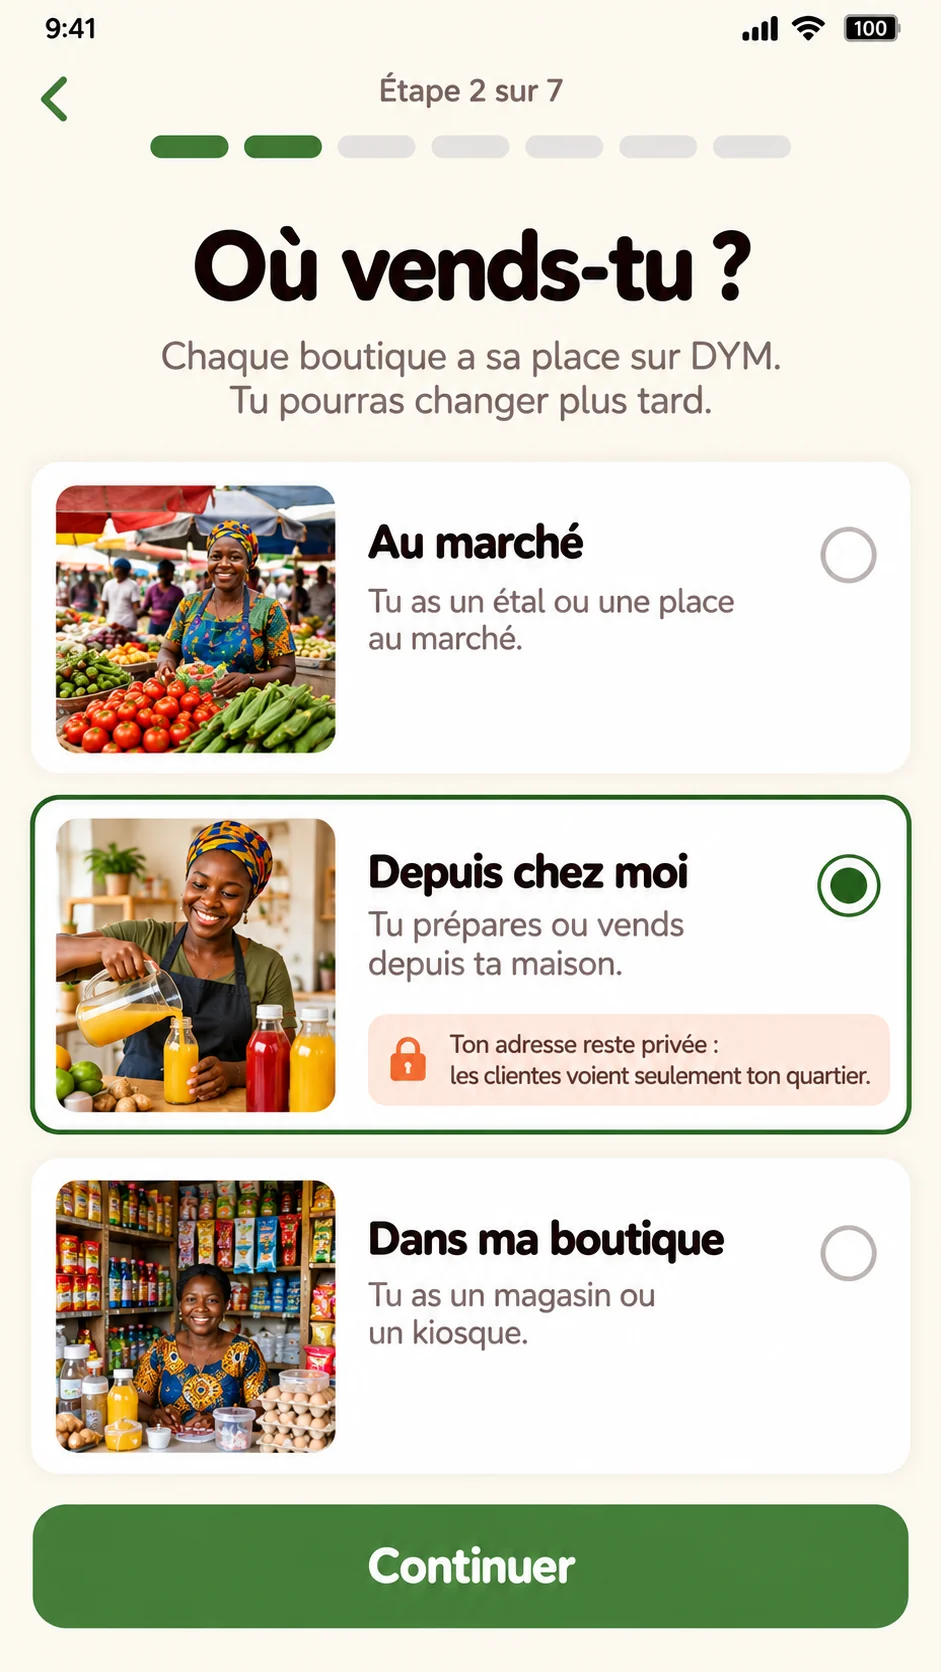 9:41
100
Étape 2 sur 7
Où vends-tu ?
Chaque boutique a sa place sur DYM.
Tu pourras changer plus tard.
Au marché
Tu as un étal ou une place
au marché.
Depuis chez moi
Tu prépares ou vends
depuis ta maison.
Ton adresse reste privée :
les clientes voient seulement ton quartier.
Dans ma boutique
Tu as un magasin ou
un kiosque.
Continuer